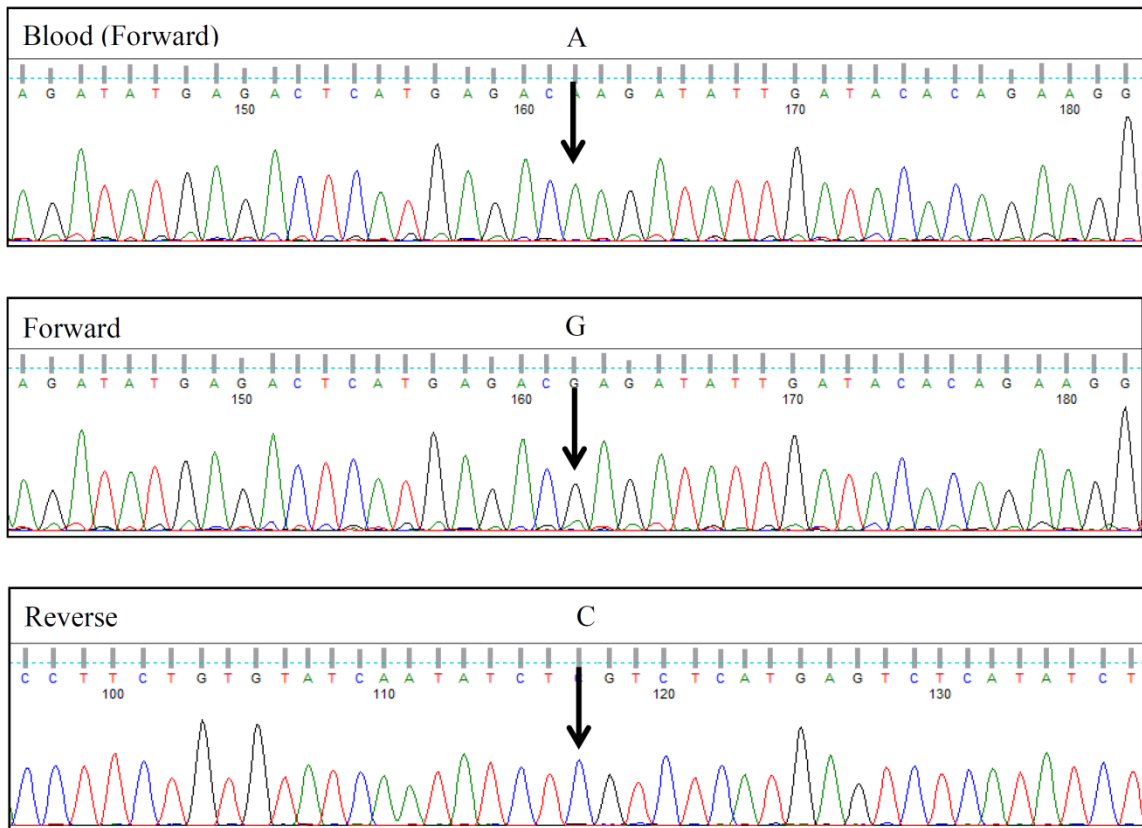 Blood (Forward) A
A G A T A T G A G A C T C A T G A G A C A A G A T A T T G A T A C A C A G A A G G
150 160 170 180
Forward G
A G A T A T G A G A C T C A T G A G A C G A G A T A T T G A T A C A C A G A A G G
150 160 170 180
Reverse C
C C T T C T G T G T A T C A A T A T C T C G T C T C A T G A G T C T C A T A T C T
100 110 120 130